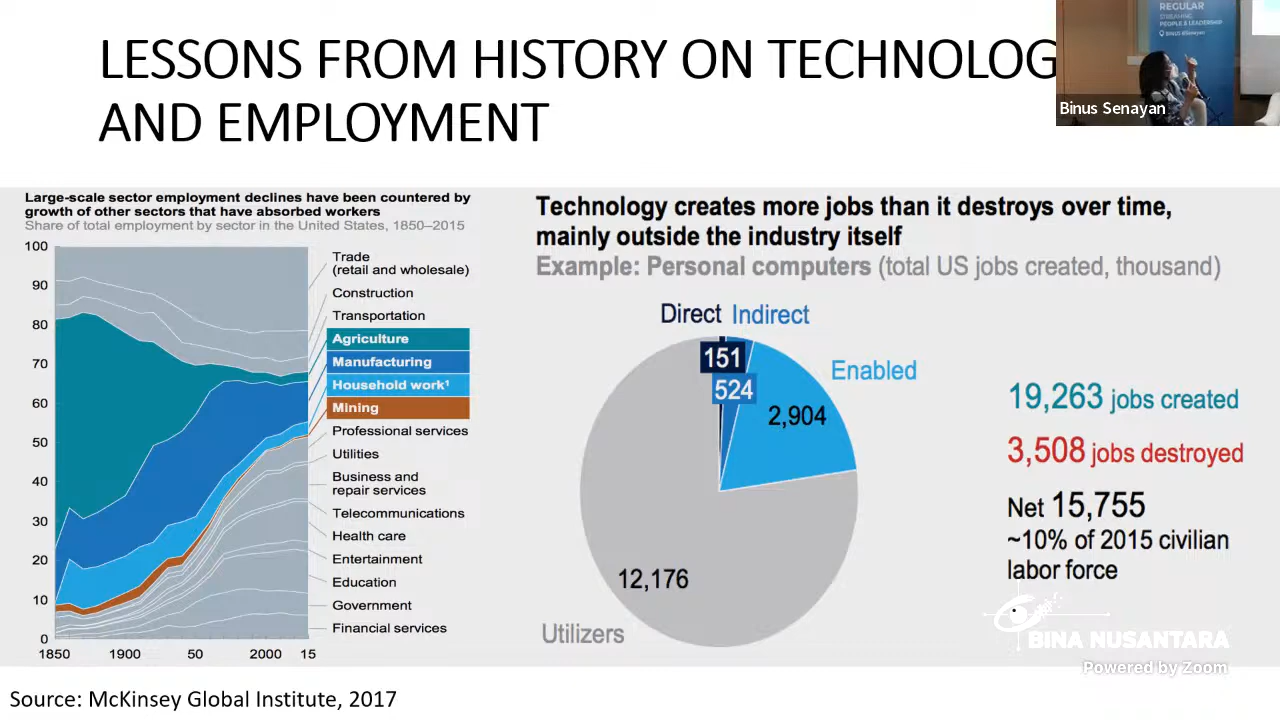 LESSONS FROM HISTORY ON TECHNOLOG
AND EMPLOYMENT
REGULAR
STREAMING
PEOPLE & LEADERSHIP
BINUS @Senayan
Binus Senayan
Large-scale sector employment declines have been countered by
growth of other sectors that have absorbed workers
Share of total employment by sector in the United States, 1850–2015
100
90
80
70
60
50
40
30
20
10
0
1850
1900
50
2000
15
Trade
(retail and wholesale)
Construction
Transportation
Agriculture
Manufacturing
Household work¹
Mining
Professional services
Utilities
Business and
repair services
Telecommunications
Health care
Entertainment
Education
Government
Financial services
Technology creates more jobs than it destroys over time,
mainly outside the industry itself
Example: Personal computers (total US jobs created, thousand)
Direct
Indirect
151
524
Enabled
2,904
12,176
Utilizers
19,263 jobs created
3,508 jobs destroyed
Net 15,755
~10% of 2015 civilian
labor force
BINA NUSANTARA
Powered by Zoom
Source: McKinsey Global Institute, 2017